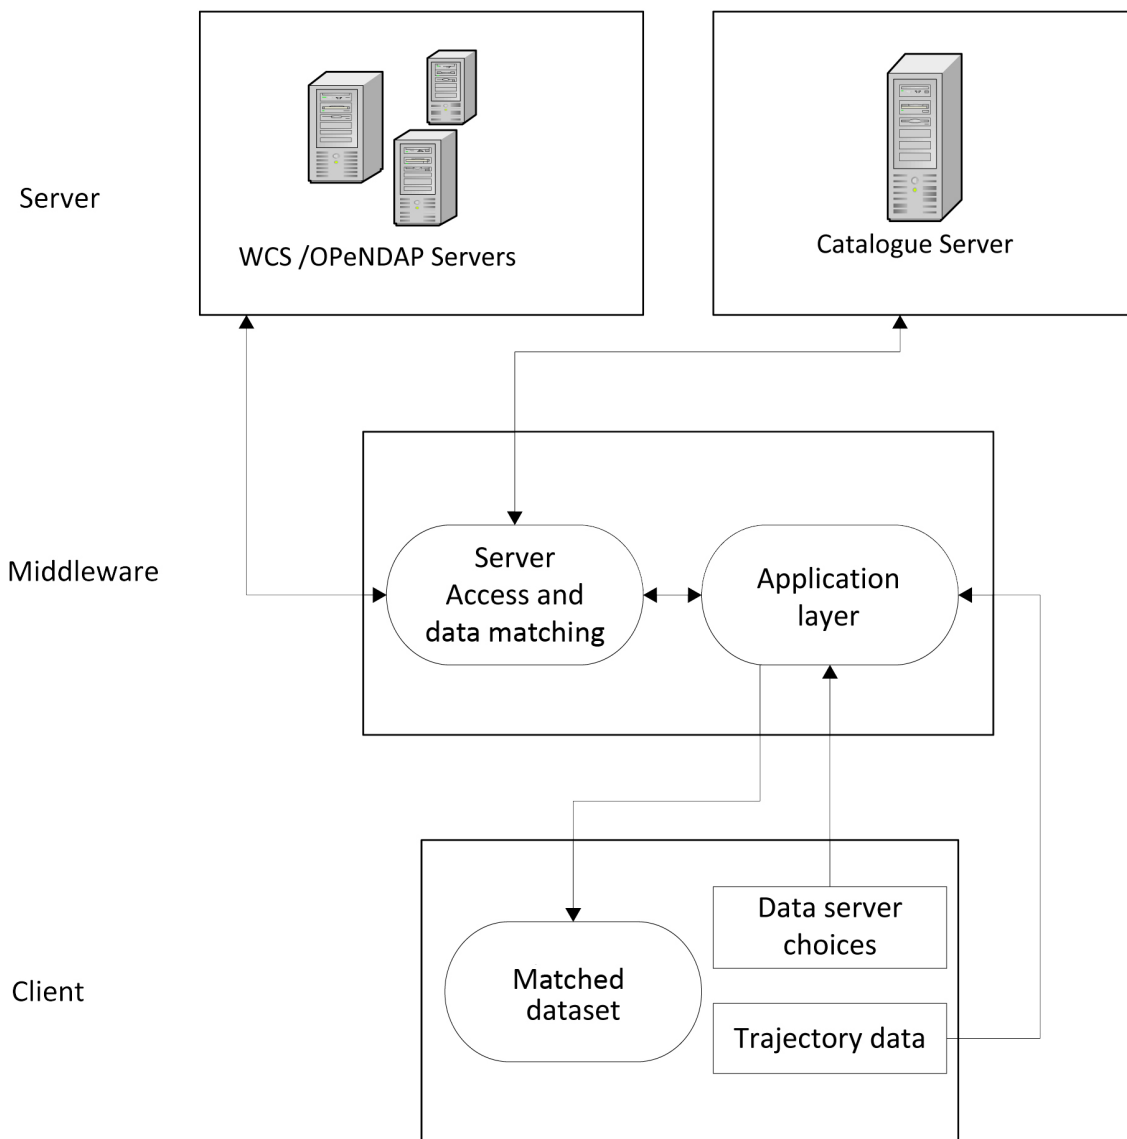 Server
WCS /OPeNDAP Servers
Catalogue Server
Middleware
Server
Access and
data matching
Application
layer
Client
Matched
dataset
Data server
choices
Trajectory data